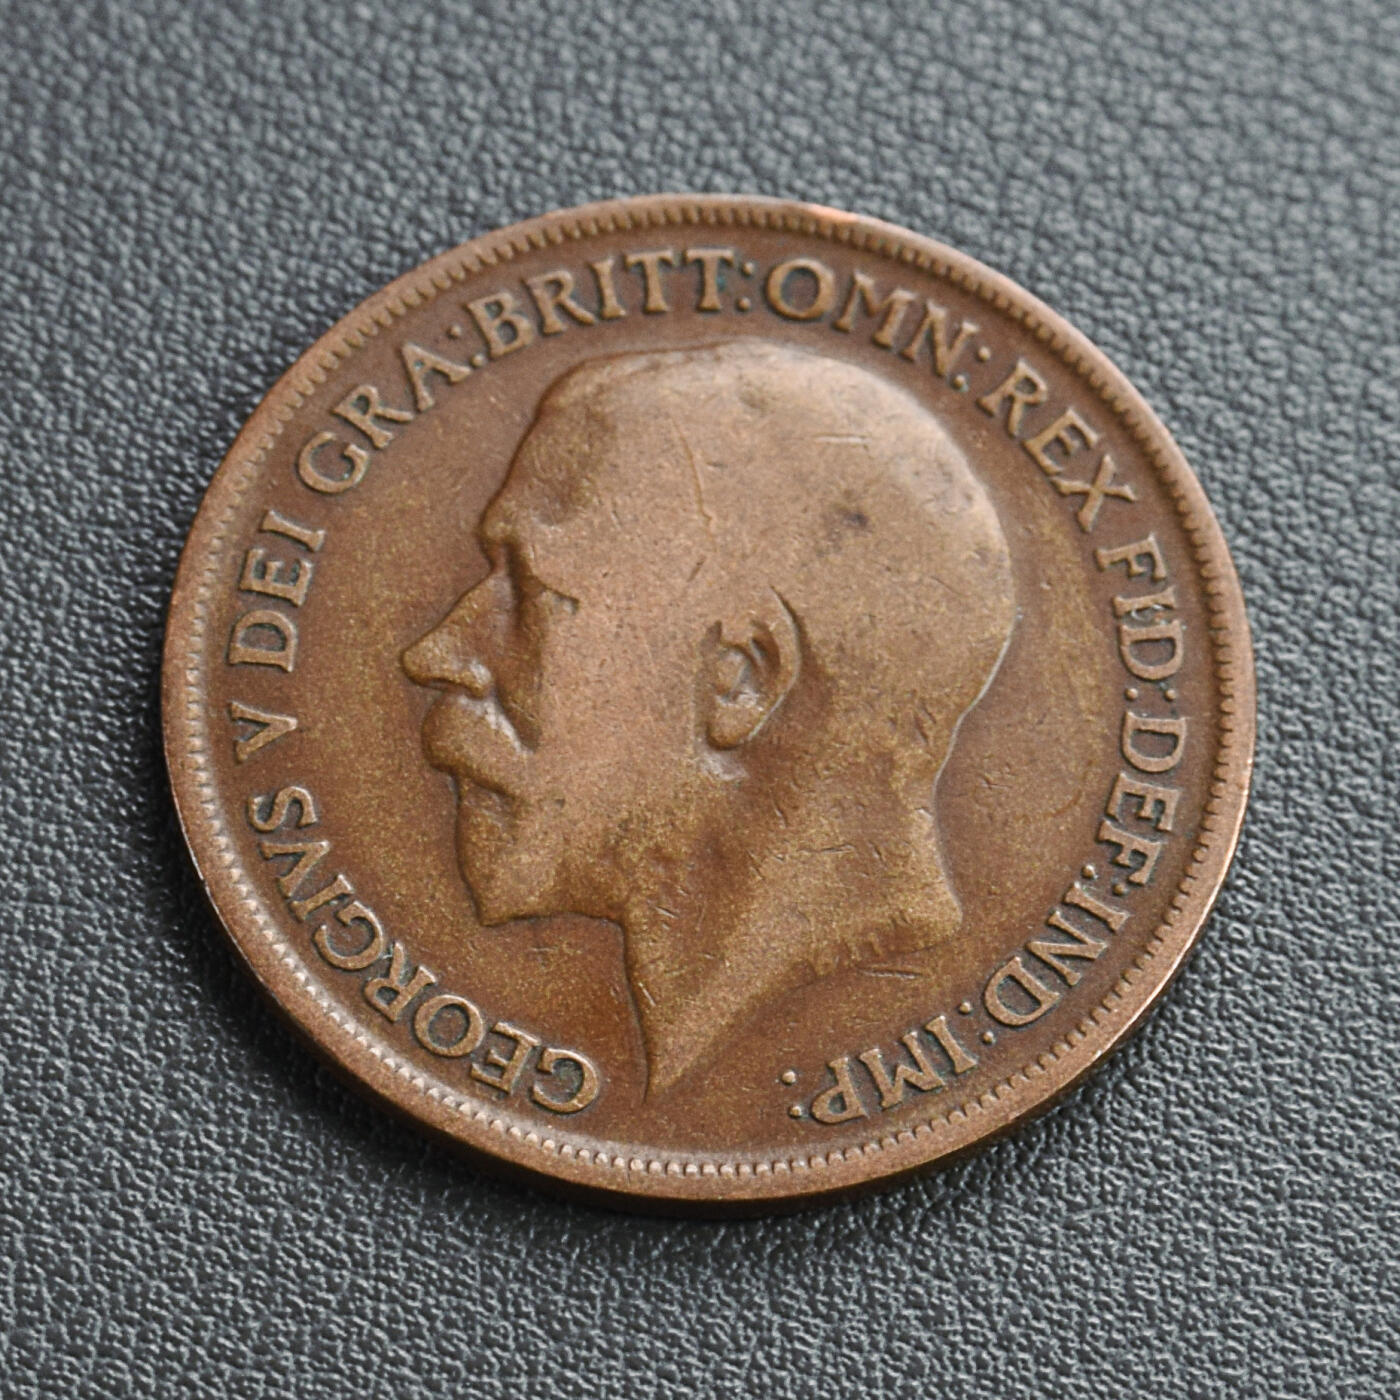 GEORGIVS V DEI GRA:BRITT:OMN:REX FID:DEF:IND:IMP: